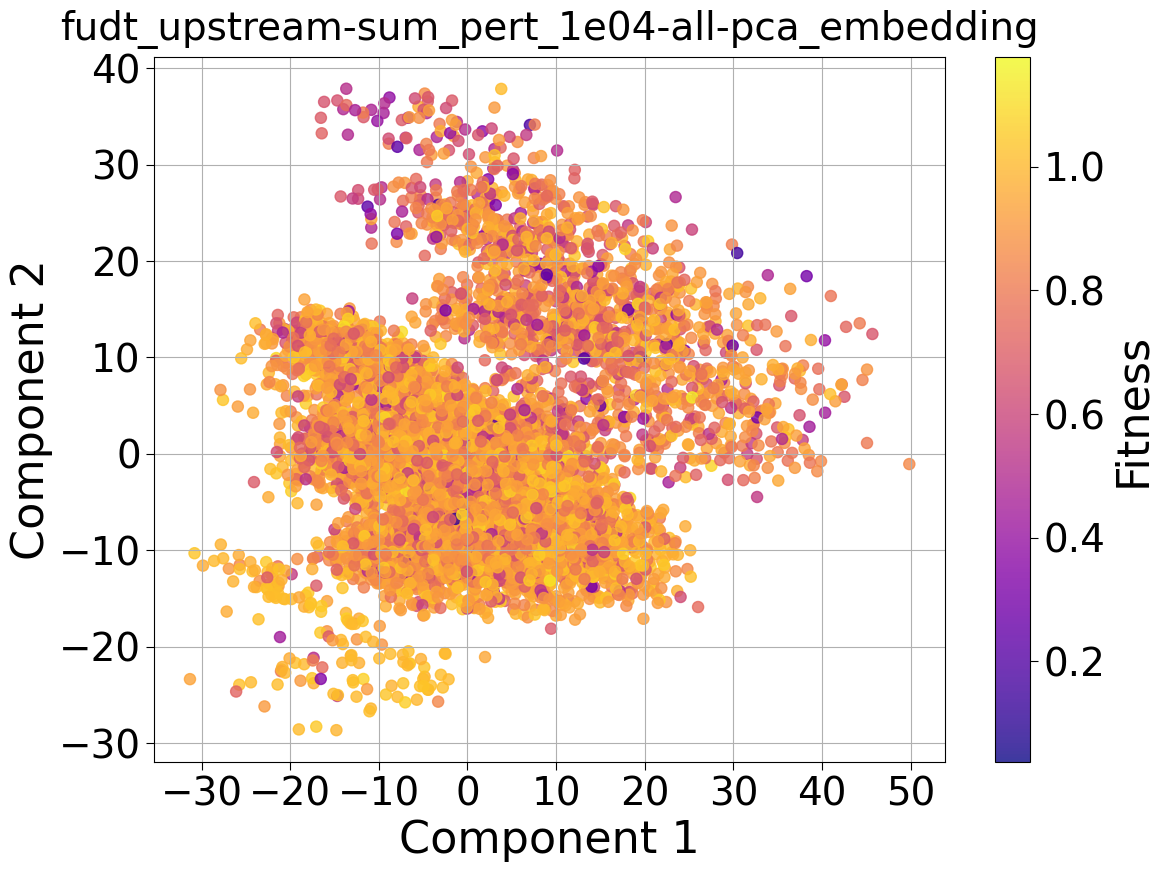 fudt_upstream-sum_pert_1e04-all-pca_embedding
40
30
20
10
0
−10
−20
−30
Component 2
−30 −20 −10 0 10 20 30 40 50
Component 1
1.0
0.8
0.6
0.4
0.2
Fitness